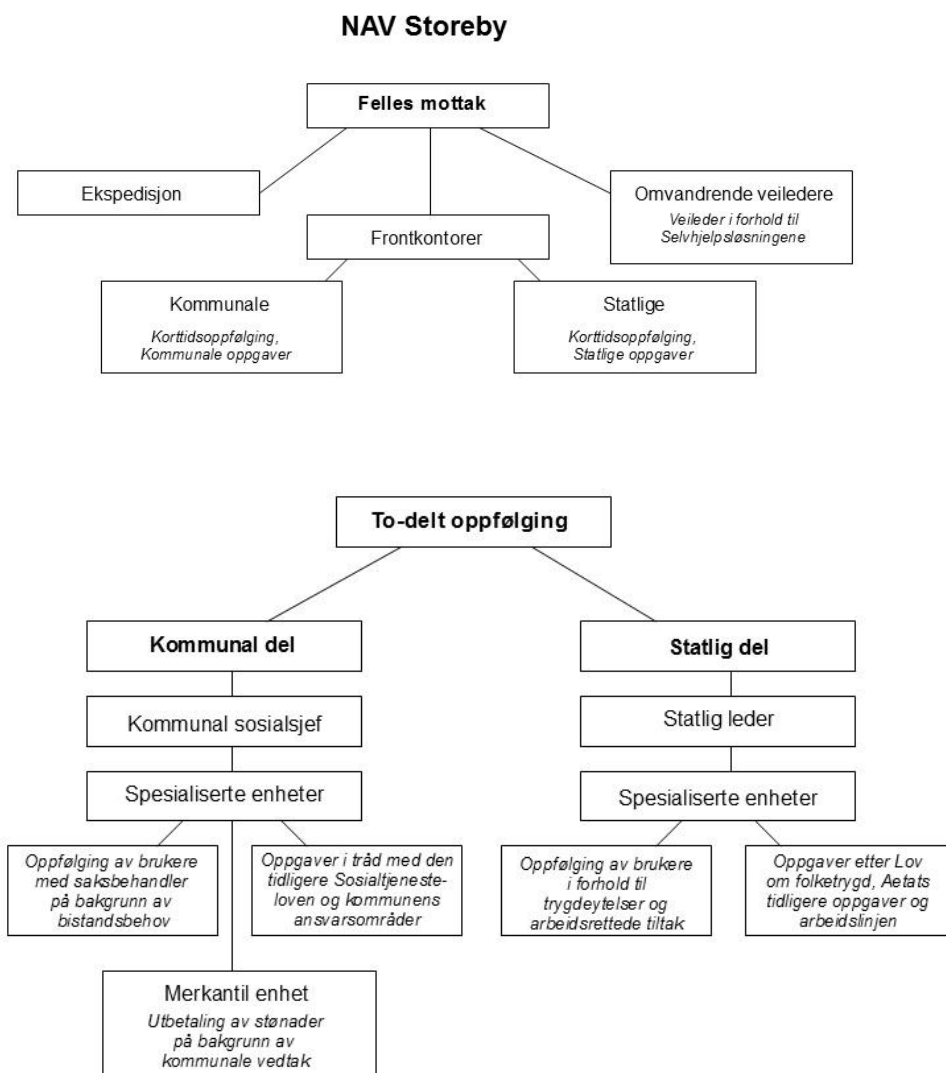 NAV Storeby
Felles mottak
Ekspedisjon
Omvandrende veiledere
Veileder i forhold til
Selvhjelpsløsningene
Frontkontorer
Kommunale
Korttidsoppfølging,
Kommunale oppgaver
Statlige
Korttidsoppfølging,
Statlige oppgaver
To-delt oppfølging
Kommunal del
Statlig del
Kommunal sosialsjef
Statlig leder
Spesialiserte enheter
Spesialiserte enheter
Oppfølging av brukere
med saksbehandler
på bakgrunn av
bistandsbehov
Oppgaver i tråd med den
tidligere Sosialtjeneste-
loven og kommunens
ansvarsområder
Oppfølging av brukere
i forhold til
trygdeytelser og
arbeidsrettede tiltak
Oppgaver etter Lov
om folketrygd, Aetats
tidligere oppgaver og
arbeidslinjen
Merkantil enhet
Utbetaling av stønader
på bakgrunn av
kommunale vedtak